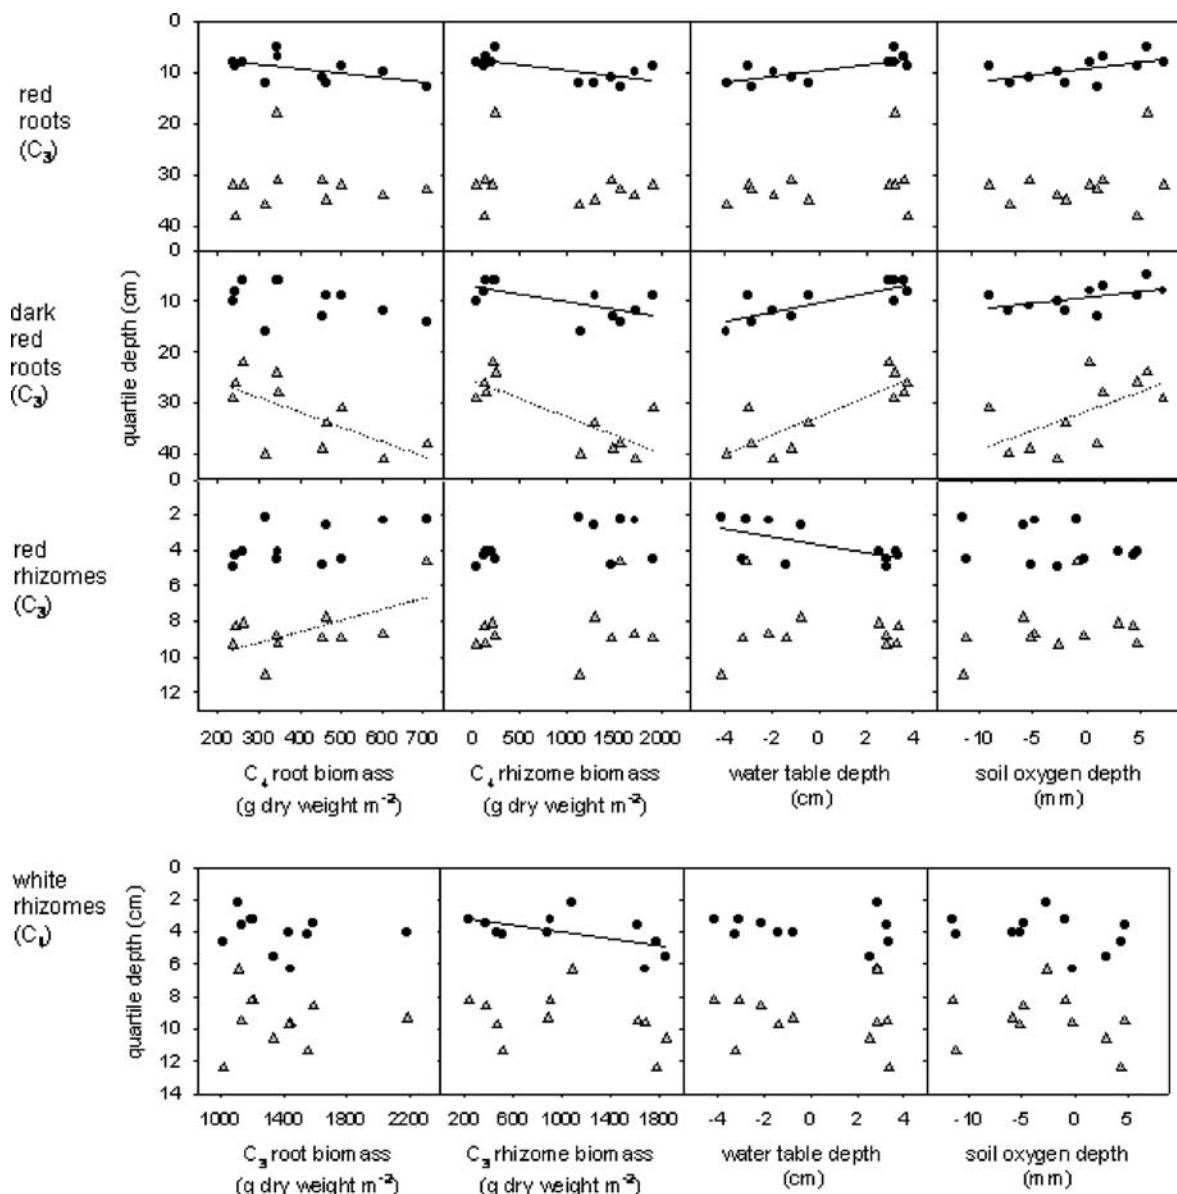 0
10
20
30
40
red
roots
(C₃)
0
10
20
30
40
dark
red
roots
(C₃)
quartile depth (cm)
0
2
4
6
8
10
12
red
rhizomes
(C₃)
200 300 400 500 600 700
0 500 1000 1500 2000
-4 -2 0 2 4
-10 -5 0 5
C₄ root biomass
(g dry weight m⁻²)
C₄ rhizome biomass
(g dry weight m⁻²)
water table depth
(cm)
soil oxygen depth
(mm)
0
2
4
6
8
10
12
14
white
rhizomes
quartile depth (cm)
1000 1400 1800 2200
200 600 1000 1400 1800
-4 -2 0 2 4
-10 -5 0 5
C₃ root biomass
(g dry weight m⁻²)
C₃ rhizome biomass
(g dry weight m⁻²)
water table depth
(cm)
soil oxygen depth
(mm)